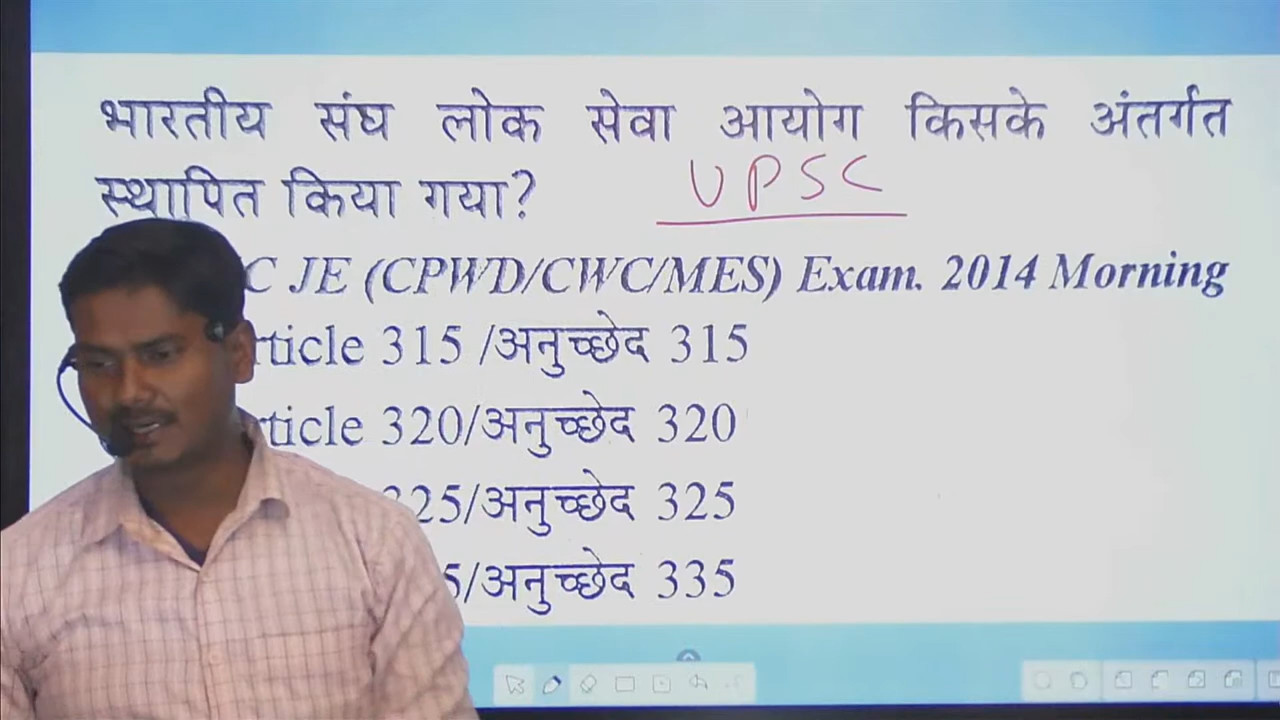 भारतीय संघ लोक सेवा आयोग किसके अंतर्गत
स्थापित किया गया?
UPSC
C JE (CPWD/CWC/MES) Exam. 2014 Morning
rticle 315 /अनुच्छेद 315
rticle 320/अनुच्छेद 320
325/अनुच्छेद 325
5/अनुच्छेद 335